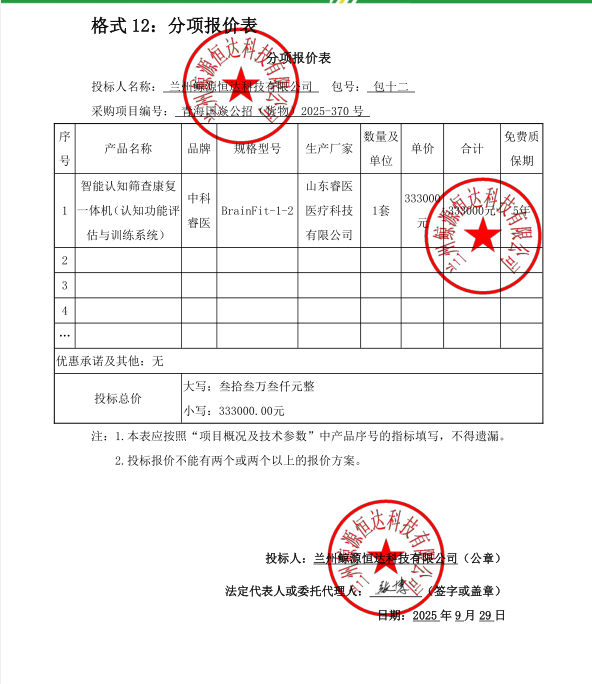 格式 12：分项报价表
分项报价表
投标人名称：兰州鲸源恒达科技有限公司 包号：包十二
采购项目编号：青海国焱公招（货物）2025-370 号
序号 产品名称 品牌 规格型号 生产厂家 数量及单位 单价 合计 免费质保期
1 智能认知筛查康复一体机（认知功能评估与训练系统） 中科睿医 BrainFit-1-2 山东睿医医疗科技有限公司 1套 333000元 333000元 5年
2
3
4
…
优惠承诺及其他：无
投标总价
大写：叁拾叁万叁仟元整
小写：333000.00元
注：1.本表应按照“项目概况及技术参数”中产品序号的指标填写，不得遗漏。
2.投标报价不能有两个或两个以上的报价方案。
投标人：兰州鲸源恒达科技有限公司（公章）
法定代表人或委托代理人：（签字或盖章）
日期：2025 年 9 月 29 日